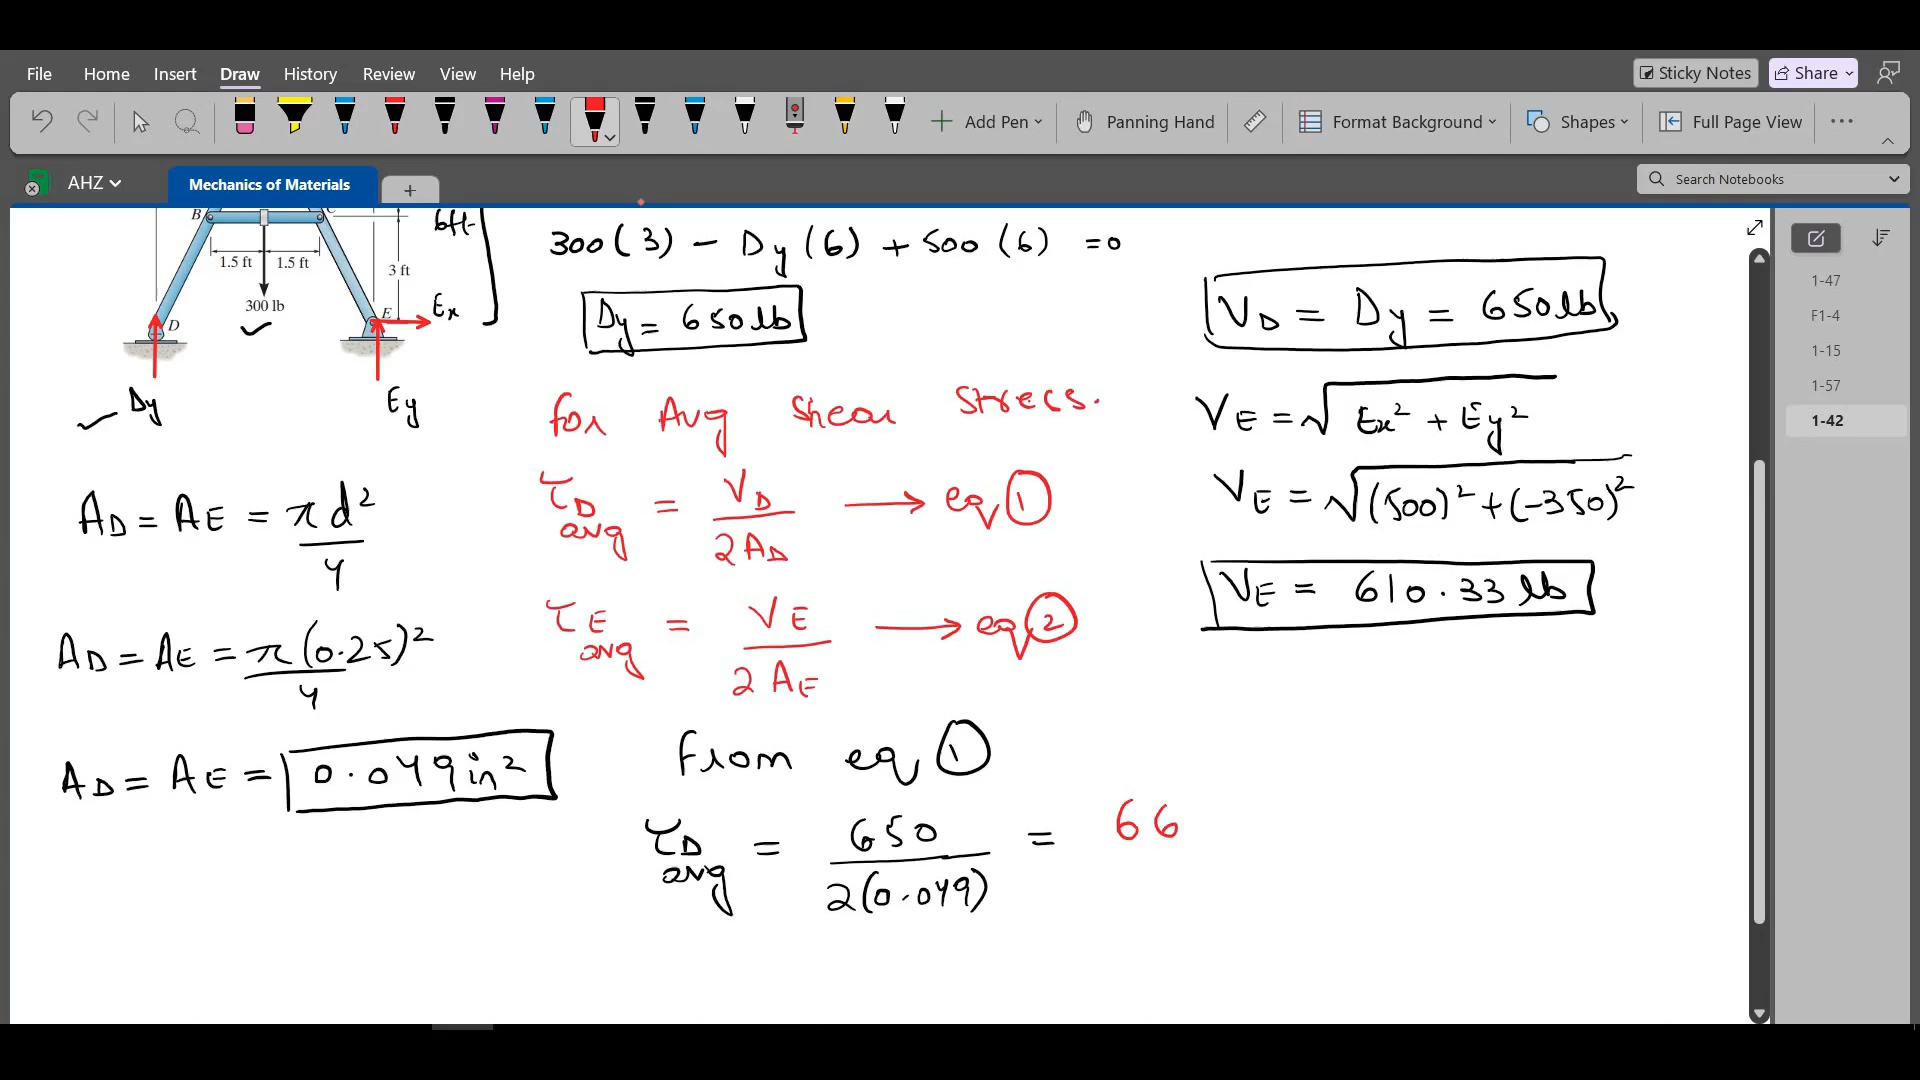 File Home Insert Draw History Review View Help Sticky Notes Share
Add Pen Panning Hand Format Background Shapes Full Page View
AHZ Mechanics of Materials + Search Notebooks
B C 6ft
1.5 ft 1.5 ft 3 ft
300 lb
D E Ex
Dy Ey
AD = AE = πd²/4
AD = AE = π(0.25)²/4
AD = AE = 0.049 in²
300(3) - Dy(6) + 500(6) = 0
Dy = 650 lb
For Avg Shear Stress.
τD avg = VD/2AD → eq 1
τE avg = VE/2AE → eq 2
From eq 1
τD avg = 650/2(0.049) = 66
VD = Dy = 650 lb
VE = √Ex² + Ey²
VE = √(500)² + (-350)²
VE = 610.33 lb
1-47
F1-4
1-15
1-57
1-42